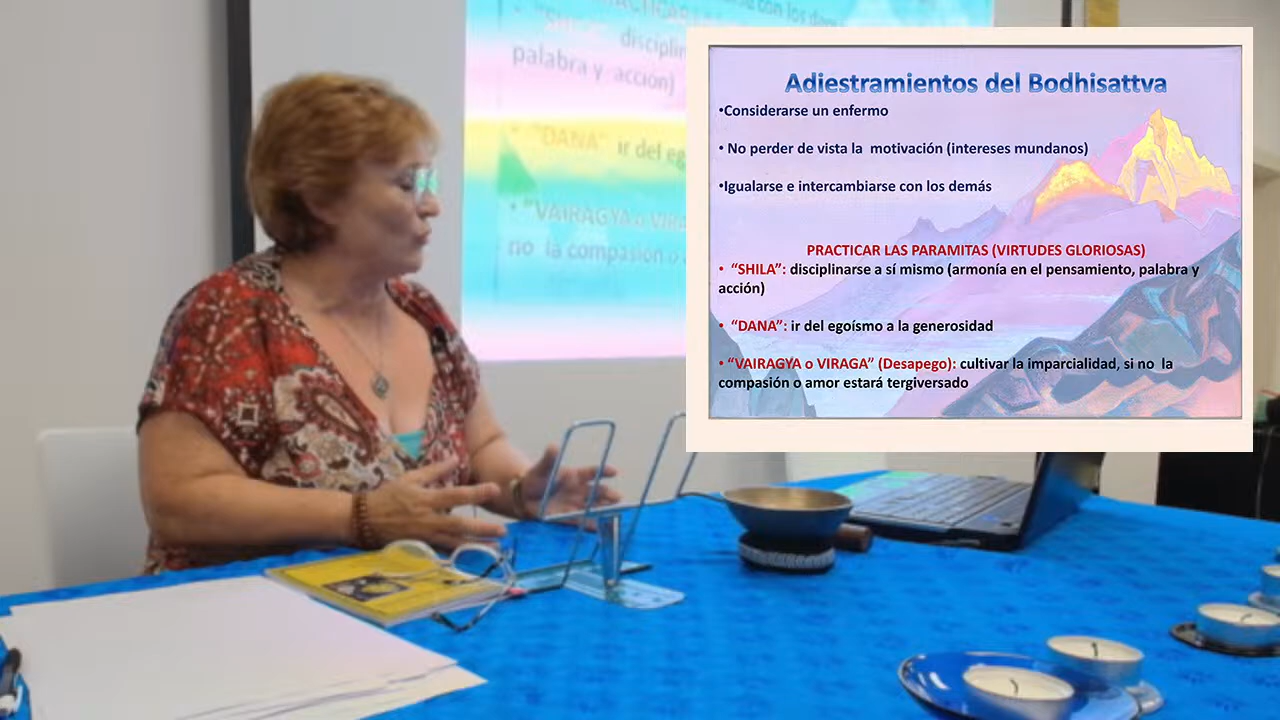 palabra y acción)
"DANA" ir del eg
"VAIRAGYA o VIRA
no la compasión o
Adiestramientos del Bodhisattva
•Considerarse un enfermo
• No perder de vista la motivación (intereses mundanos)
•Igualarse e intercambiarse con los demás
PRACTICAR LAS PARAMITAS (VIRTUDES GLORIOSAS)
• “SHILA”: disciplinarse a sí mismo (armonía en el pensamiento, palabra y
acción)
• “DANA”: ir del egoísmo a la generosidad
• “VAIRAGYA o VIRAGA” (Desapego): cultivar la imparcialidad, si no la
compasión o amor estará tergiversado